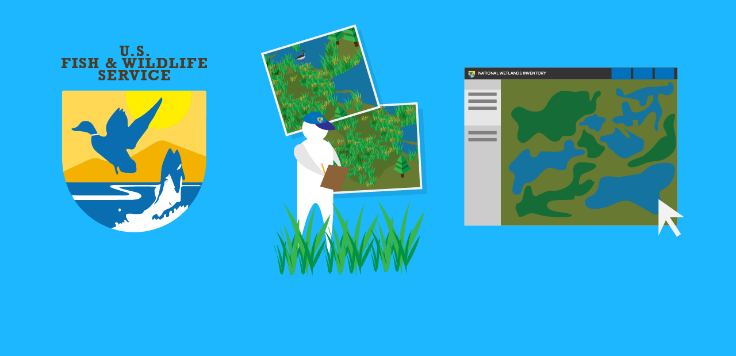 U.S.
FISH & WILDLIFE
SERVICE
NATIONAL WETLANDS INVENTORY